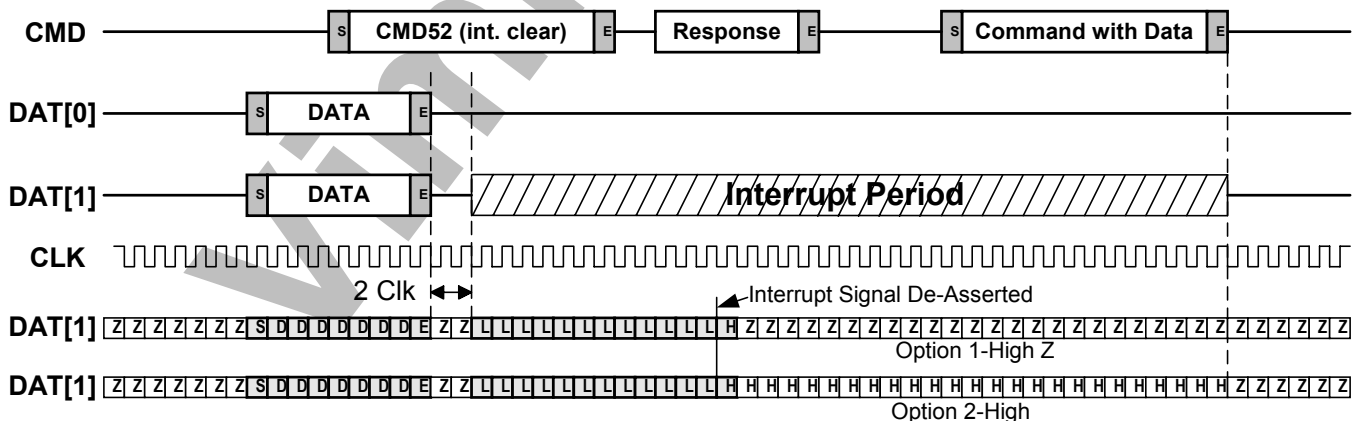 CMD S CMD52 (int. clear) E Response E S Command with Data E
DAT[0] S DATA E
DAT[1] S DATA E Interrupt Period
CLK
2 Clk Interrupt Signal De-Asserted
DAT[1] Z Z Z Z Z Z Z S D D D D D D D E Z Z L L L L L L L L L L L L H Z Z Z Z Z Z Z Z Z Z Z Z Z Z Z Z Z Z Z Z Z Z Z Z Z Z Z Z Z Z
Option 1-High Z
DAT[1] Z Z Z Z Z Z Z S D D D D D D D E Z Z L L L L L L L L L L L L H H H H H H H H H H H H H H H H H H H H H H H H H Z Z Z Z Z Z
Option 2-High